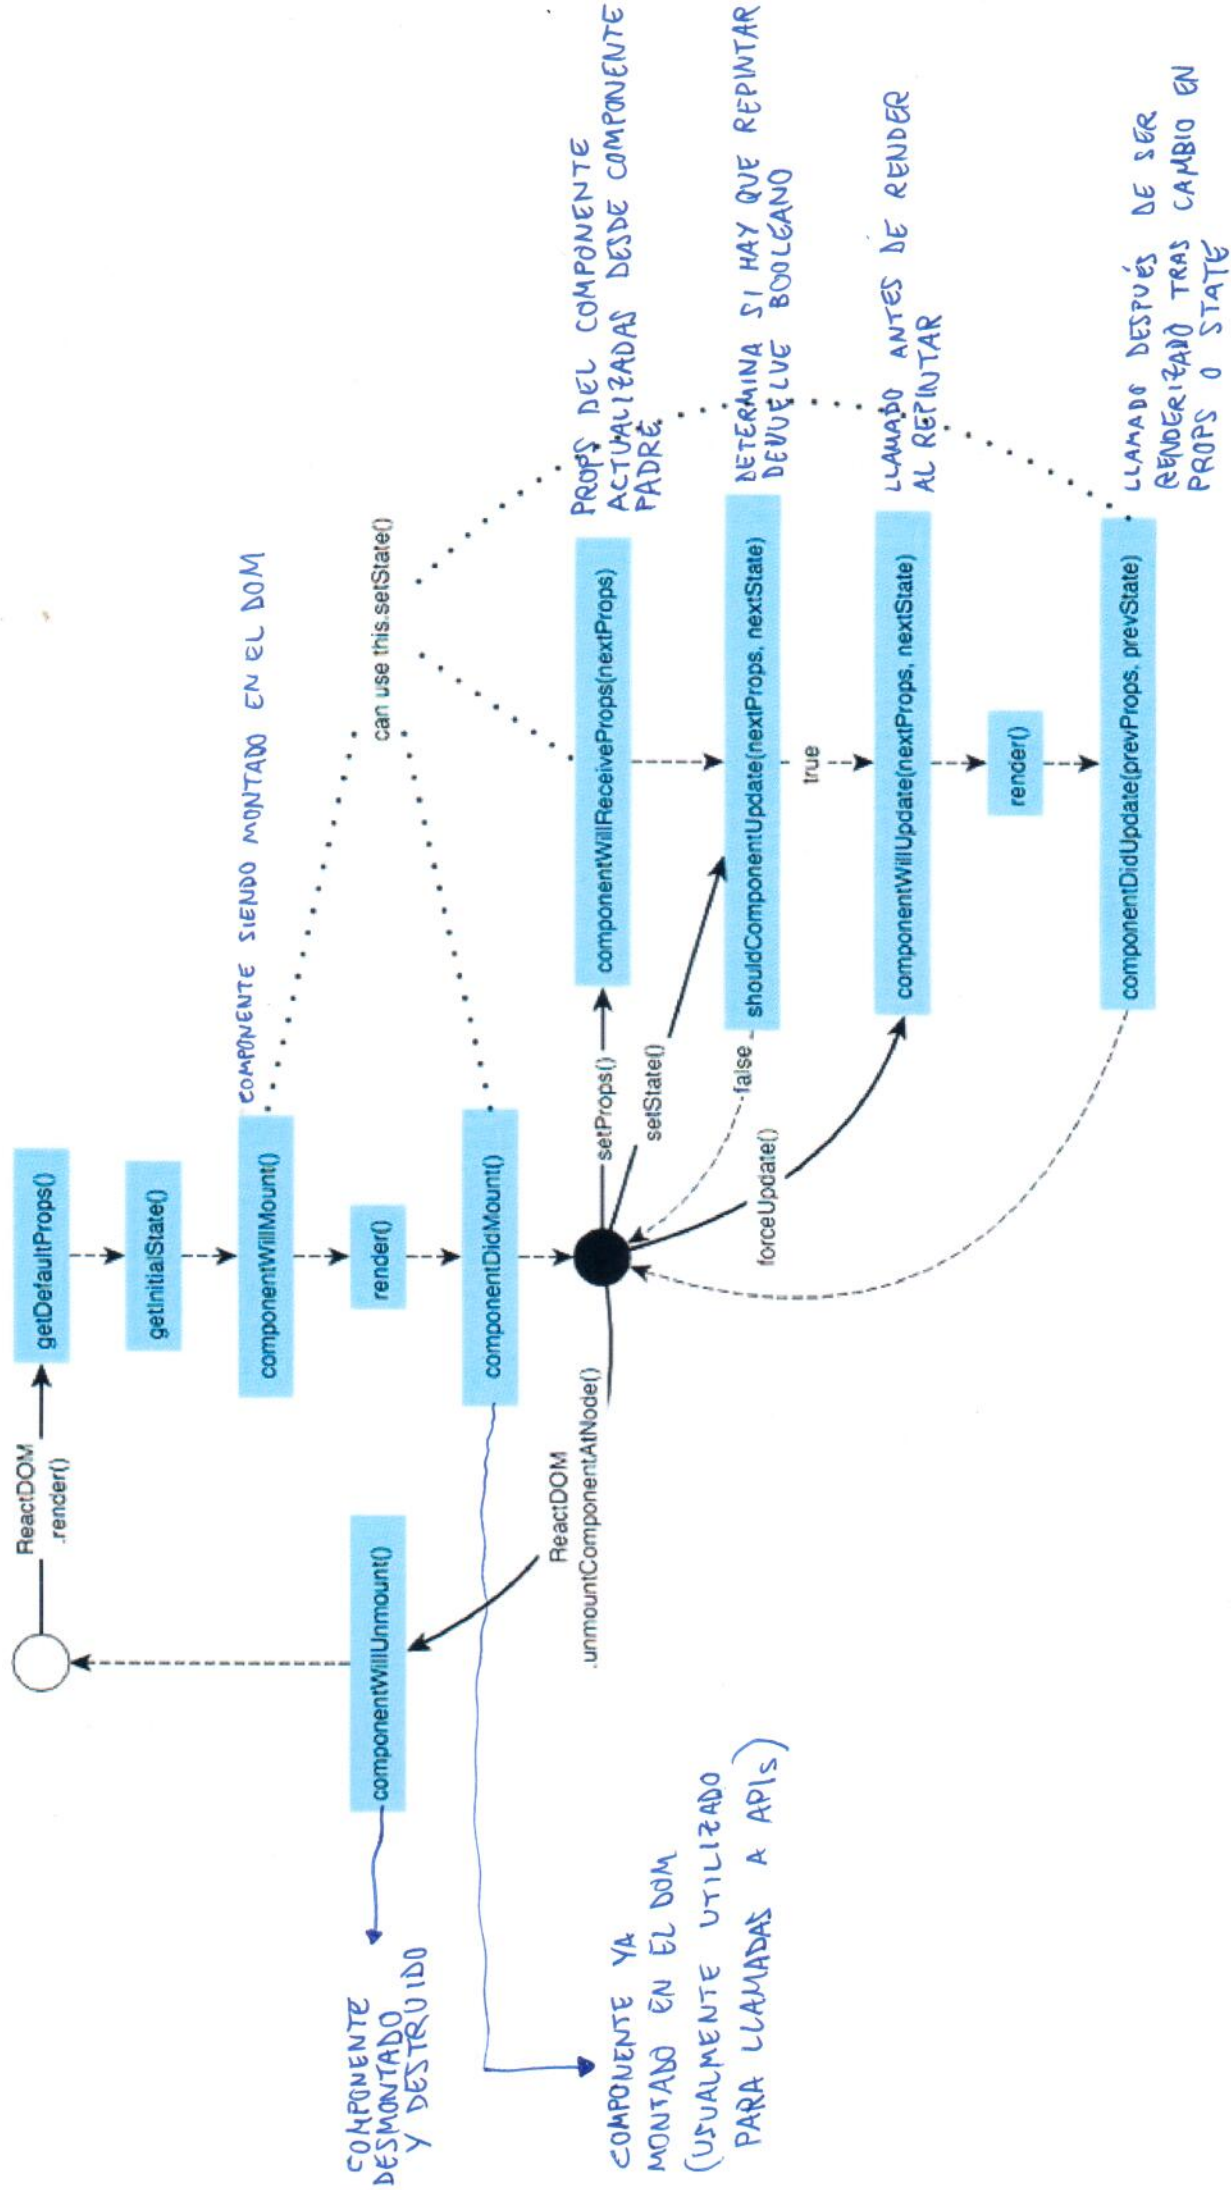 ReactDOM
.render()
getDefaultProps()
getInitialState()
COMPONENTE SIENDO MONTADO EN EL DOM
componentWillMount()
can use this.setState()
render()
componentWillUnmount()
COMPONENTE
DESMONTADO
Y DESTRUIDO
componentDidMount()
COMPONENTE YA
MONTADO EN EL DOM
(USUALMENTE UTILIZADO
PARA LLAMADAS A APIs)
ReactDOM
.unmountComponentAtNode()
setProps()
setState()
false
forceUpdate()
componentWillReceiveProps(nextProps)
PROPS DEL COMPONENTE
ACTUALIZADAS DESDE COMPONENTE
PADRE
shouldComponentUpdate(nextProps, nextState)
DETERMINA SI HAY QUE REPINTAR
DEVUELVE BOOLEANO
true
componentWillUpdate(nextProps, nextState)
LLAMADO ANTES DE RENDER
AL REPINTAR
render()
componentDidUpdate(prevProps, prevState)
LLAMADO DESPUÉS DE SER
RENDERIZADO TRAS CAMBIO EN
PROPS O STATE